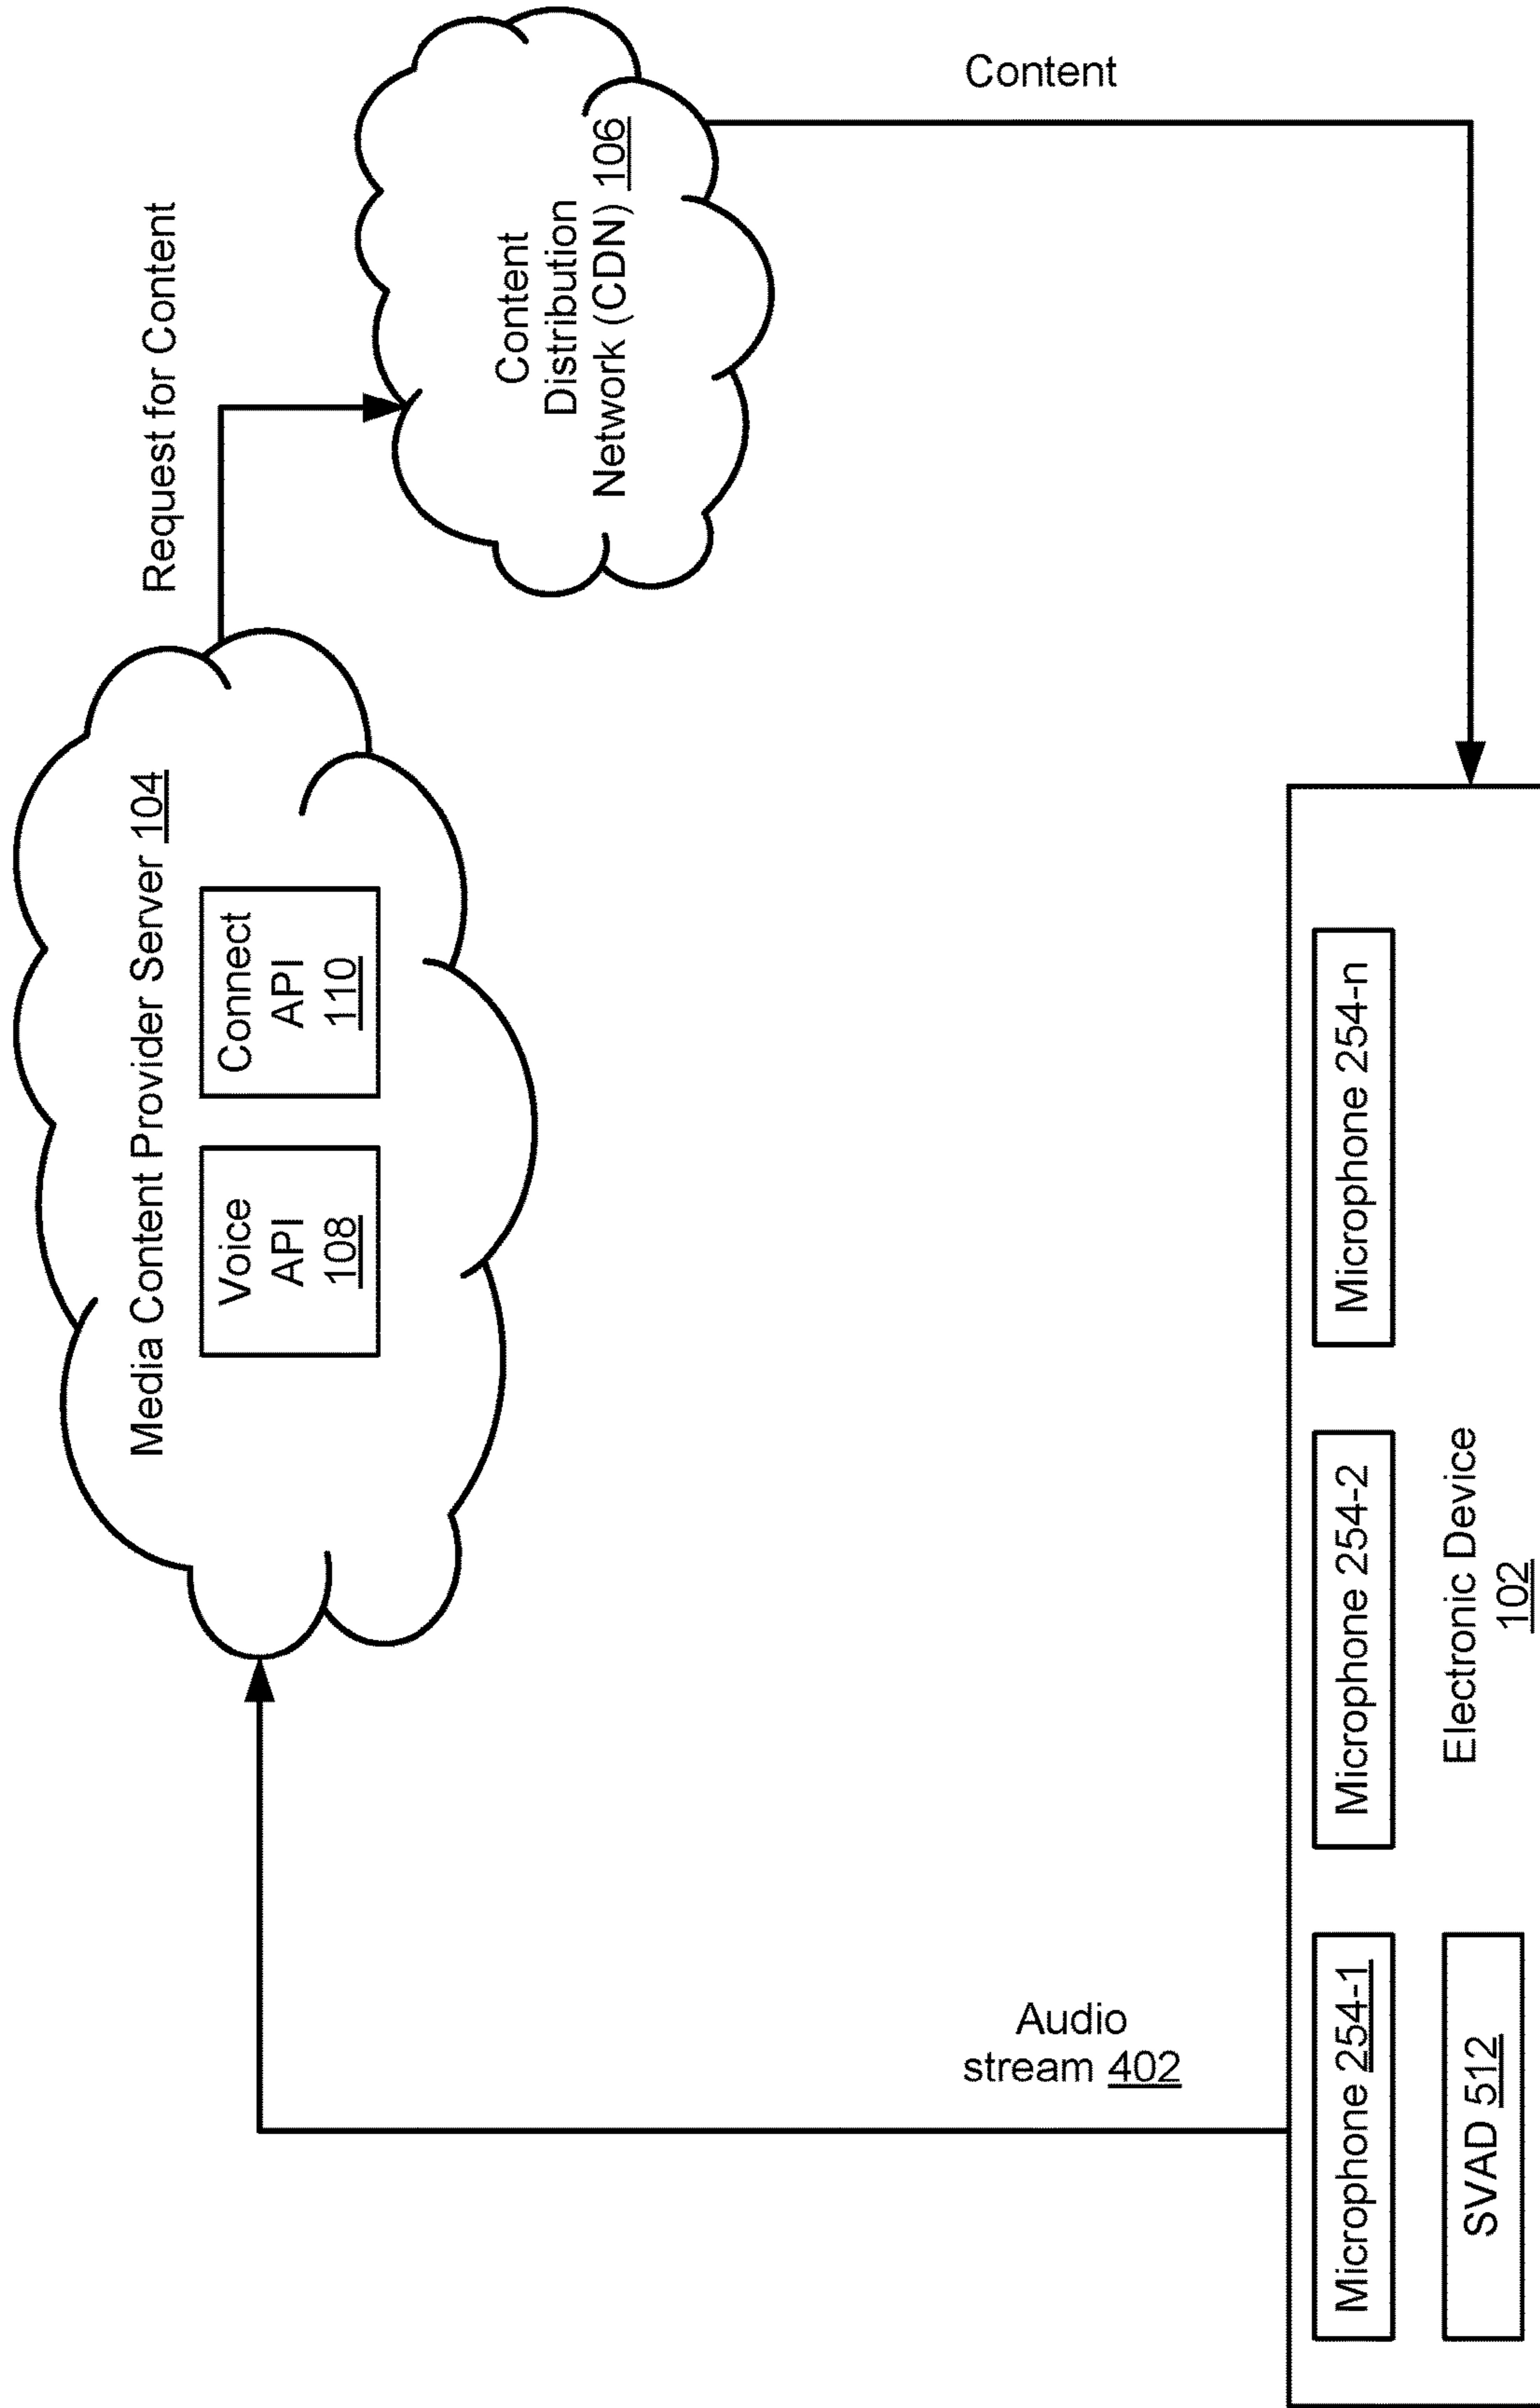 Media Content Provider Server 104
Voice
API
108
Connect
API
110
Request for Content
Content
Distribution
Network (CDN) 106
Content
Audio
stream 402
Microphone 254-1
Microphone 254-2
Microphone 254-n
SVAD 512
Electronic Device
102